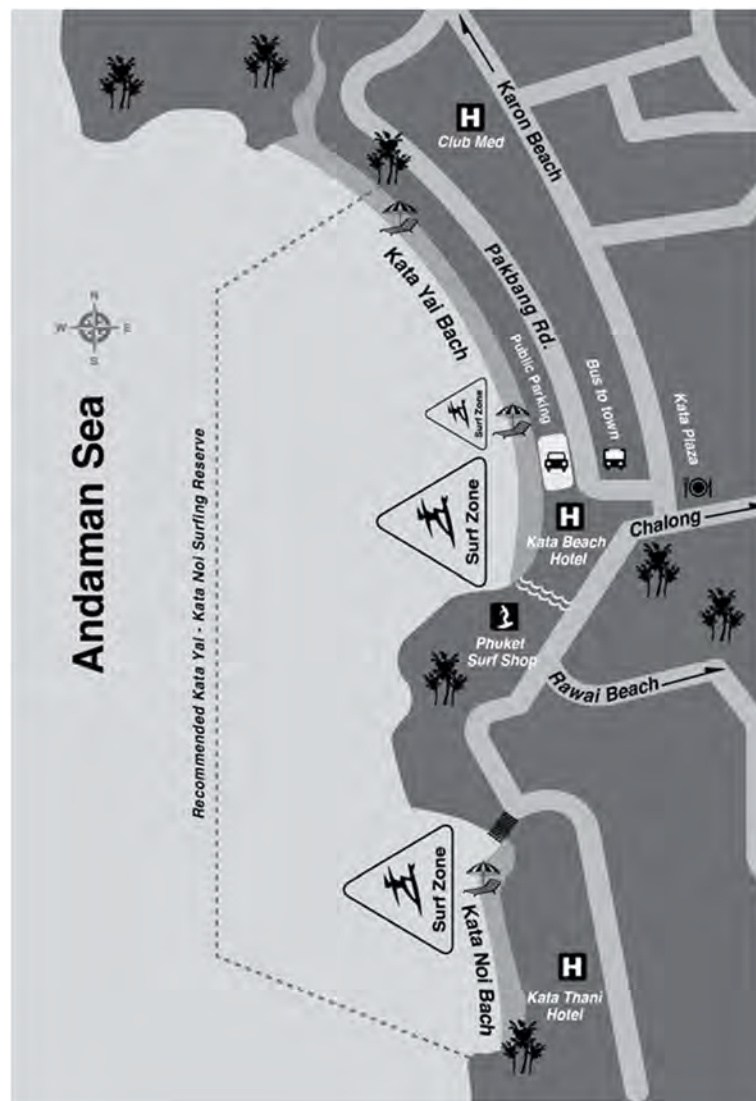 Karon Beach
H
Club Med
Pakbang Rd.
Kata Yai Bach
Public Parking
Bus to town
Kata Plaza
N
W
E
S
Andaman Sea
Recommended Kata Yai - Kata Noi Surfing Reserve
Surf Zone
Surf Zone
H
Kata Beach
Hotel
Chalong
Phuket
Surf Shop
Rawai Beach
Surf Zone
Kata Noi Bach
H
Kata Thani
Hotel